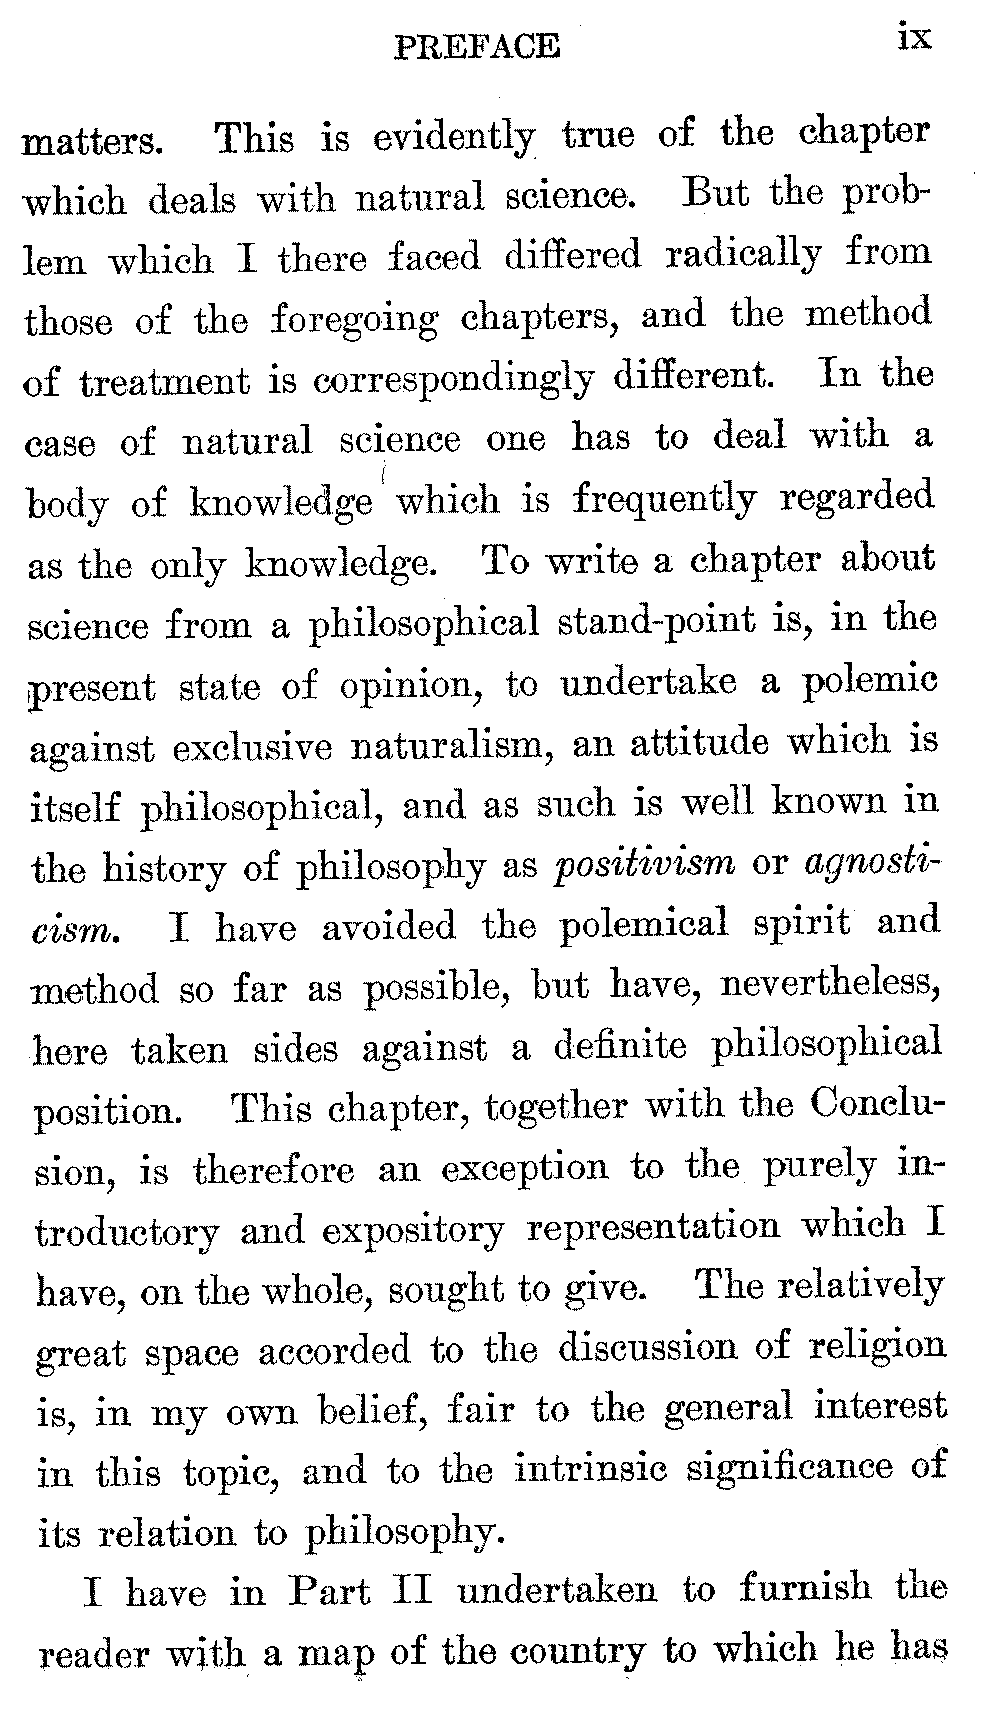 PREFACE ix
matters. This is evidently true of the chapter
which deals with natural science. But the prob-
lem which I there faced differed radically from
those of the foregoing chapters, and the method
of treatment is correspondingly different. In the
case of natural science one has to deal with a
body of knowledge which is frequently regarded
as the only knowledge. To write a chapter about
science from a philosophical stand-point is, in the
present state of opinion, to undertake a polemic
against exclusive naturalism, an attitude which is
itself philosophical, and as such is well known in
the history of philosophy as positivism or agnosti-
cism. I have avoided the polemical spirit and
method so far as possible, but have, nevertheless,
here taken sides against a definite philosophical
position. This chapter, together with the Conclu-
sion, is therefore an exception to the purely in-
troductory and expository representation which I
have, on the whole, sought to give. The relatively
great space accorded to the discussion of religion
is, in my own belief, fair to the general interest
in this topic, and to the intrinsic significance of
its relation to philosophy.
I have in Part II undertaken to furnish the
reader with a map of the country to which he has